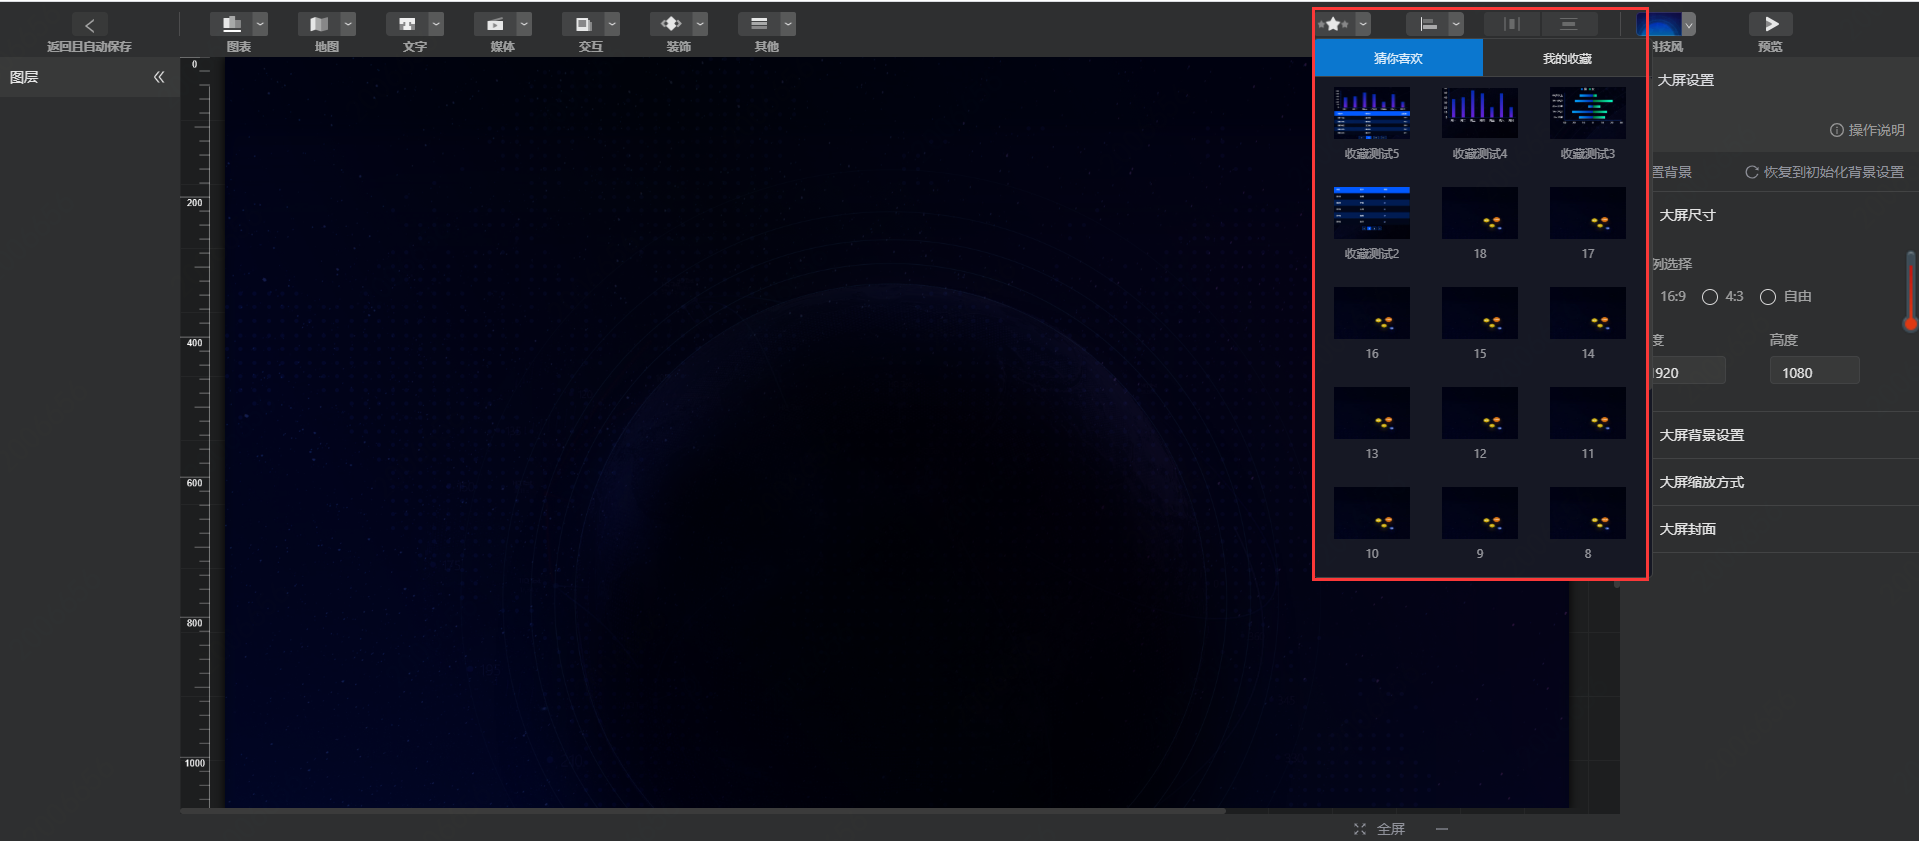 返回且自动保存
图表
地图
文字
媒体
交互
装饰
其他
科技风
预览
图层
猜你喜欢
我的收藏
收藏测试5
收藏测试4
收藏测试3
收藏测试2
18
17
16
15
14
13
12
11
10
9
8
大屏设置
操作说明
置背景
恢复到初始化背景设置
大屏尺寸
例选择
16:9
4:3
自由
度
高度
1920
1080
大屏背景设置
大屏缩放方式
大屏封面
0
200
400
600
800
1000
全屏